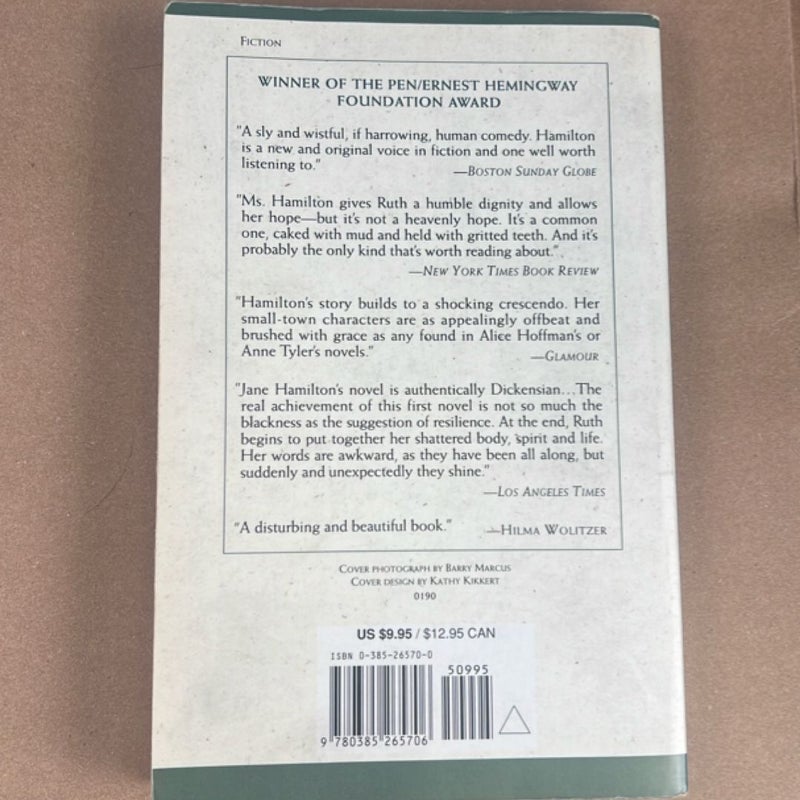 FICTION
WINNER OF THE PEN/ERNEST HEMINGWAY
FOUNDATION AWARD
"A sly and wistful, if harrowing, human comedy. Hamilton
is a new and original voice in fiction and one well worth
listening to."
—BOSTON SUNDAY GLOBE
"Ms. Hamilton gives Ruth a humble dignity and allows
her hope—but it's not a heavenly hope. It's a common
one, caked with mud and held with gritted teeth. And it's
probably the only kind that's worth reading about."
—NEW YORK TIMES BOOK REVIEW
"Hamilton's story builds to a shocking crescendo. Her
small-town characters are as appealingly offbeat and
brushed with grace as any found in Alice Hoffman's or
Anne Tyler's novels."
—GLAMOUR
"Jane Hamilton's novel is authentically Dickensian...The
real achievement of this first novel is not so much the
blackness as the suggestion of resilience. At the end, Ruth
begins to put together her shattered body, spirit and life.
Her words are awkward, as they have been all along, but
suddenly and unexpectedly they shine."
—LOS ANGELES TIMES
"A disturbing and beautiful book." —HILMA WOLITZER
COVER PHOTOGRAPH BY BARRY MARCUS
COVER DESIGN BY KATHY KIKKERT
0190
US $9.95 / $12.95 CAN
ISBN 0-385-26570-0
50995
9 780385 265706